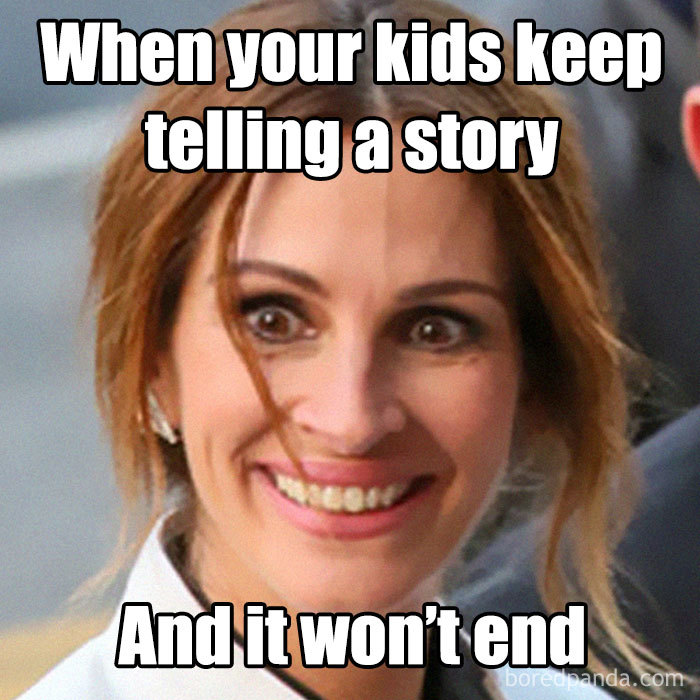 When your kids keep
telling a story
And it won't end
boredpanda.com